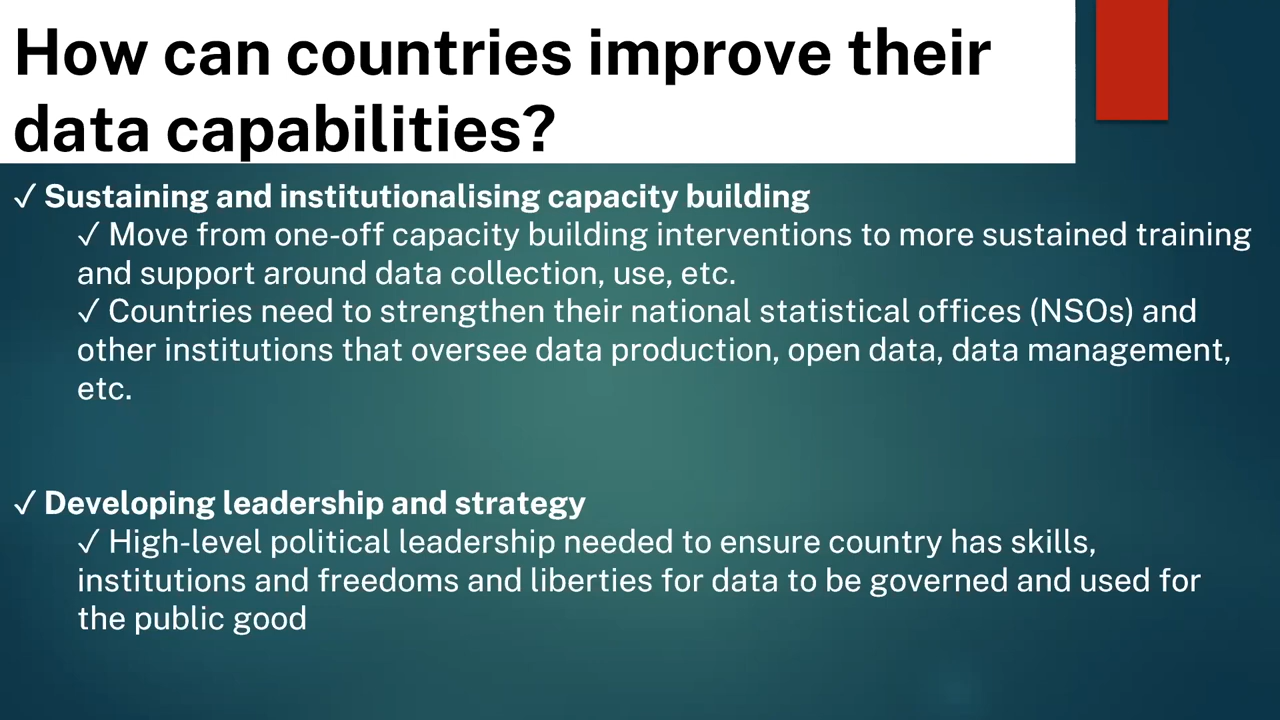 How can countries improve their
data capabilities?
✓ Sustaining and institutionalising capacity building
✓ Move from one-off capacity building interventions to more sustained training
and support around data collection, use, etc.
✓ Countries need to strengthen their national statistical offices (NSOs) and
other institutions that oversee data production, open data, data management,
etc.
✓ Developing leadership and strategy
✓ High-level political leadership needed to ensure country has skills,
institutions and freedoms and liberties for data to be governed and used for
the public good